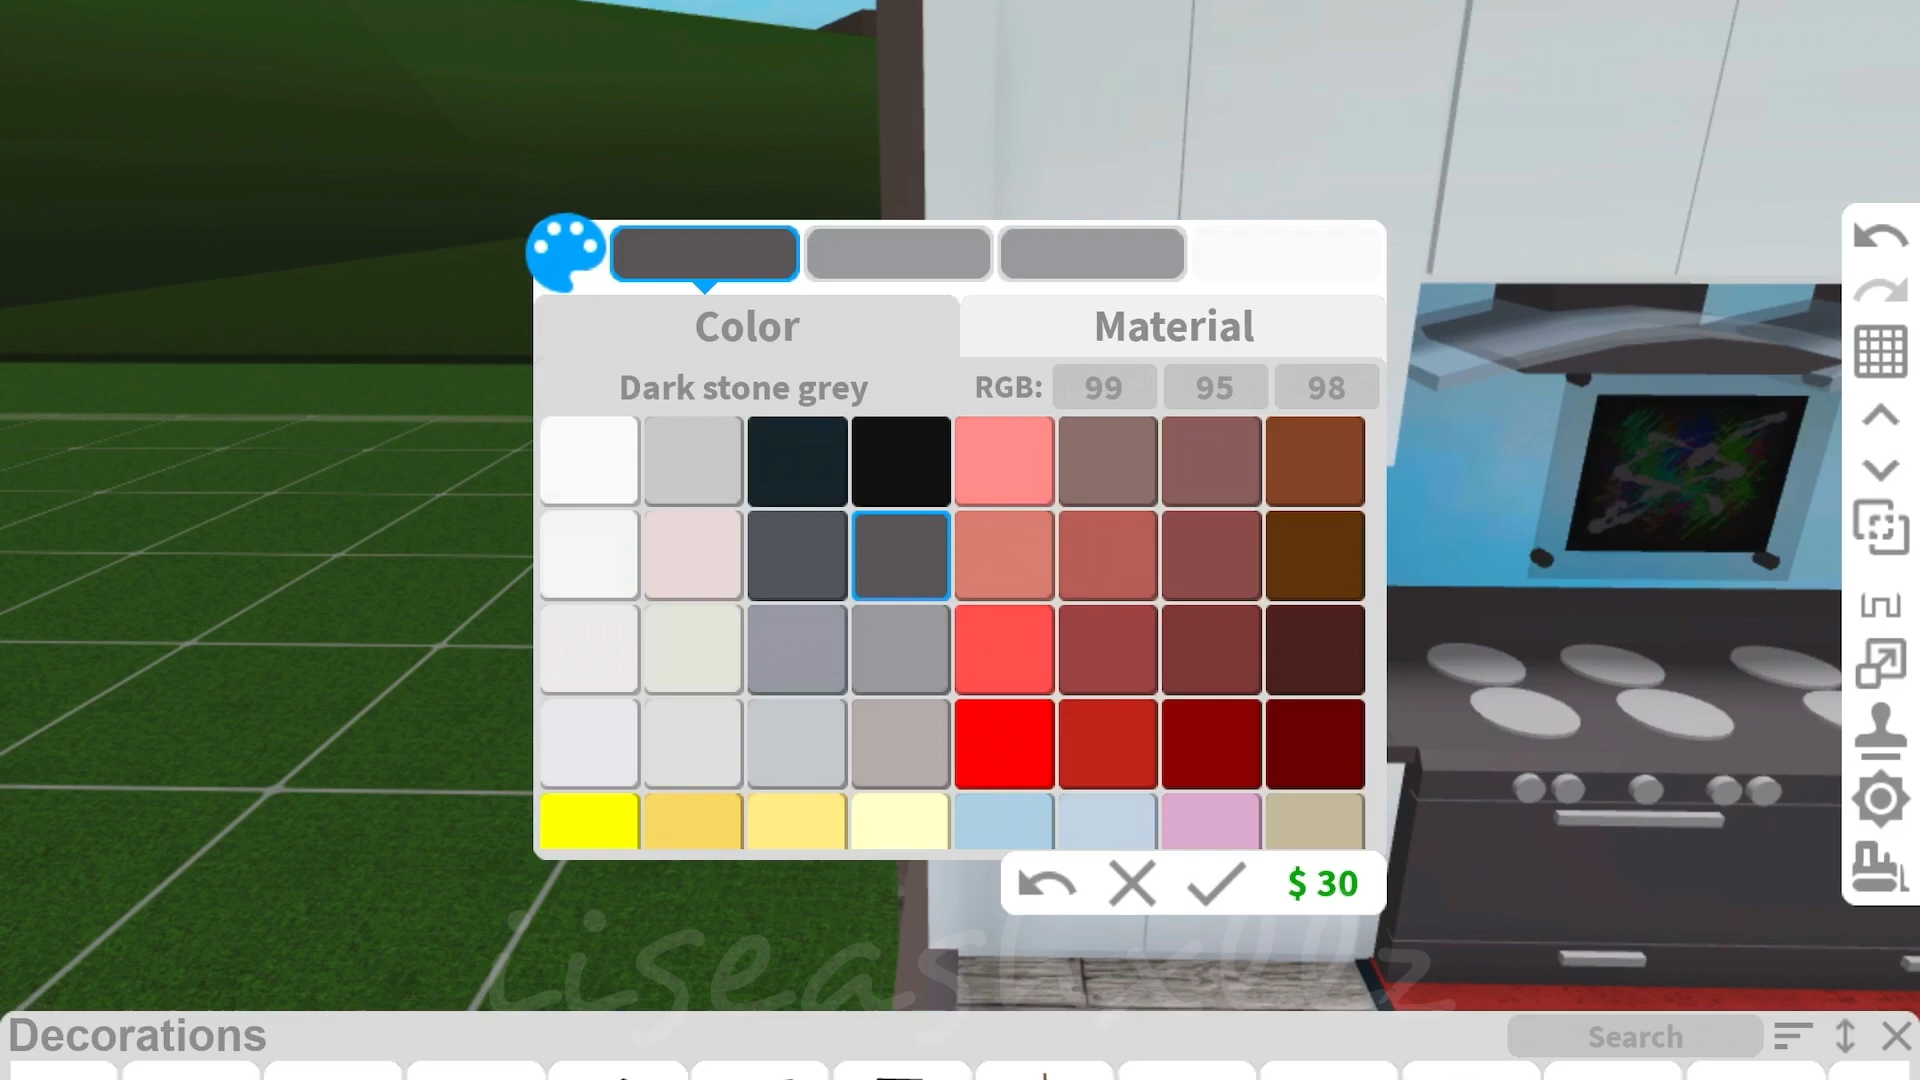 Color
Material
Dark stone grey
RGB: 99 95 98
$ 30
Decorations
Search